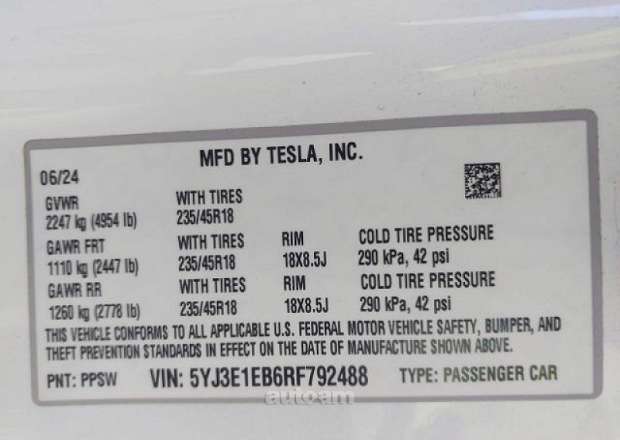 MFD BY TESLA, INC.
06/24
GVWR WITH TIRES
2247 kg (4954 lb) 235/45R18
GAWR FRT WITH TIRES RIM COLD TIRE PRESSURE
1110 kg (2447 lb) 235/45R18 18X8.5J 290 kPa, 42 psi
GAWR RR WITH TIRES RIM COLD TIRE PRESSURE
1260 kg (2778 lb) 235/45R18 18X8.5J 290 kPa, 42 psi
THIS VEHICLE CONFORMS TO ALL APPLICABLE U.S. FEDERAL MOTOR VEHICLE SAFETY, BUMPER, AND
THEFT PREVENTION STANDARDS IN EFFECT ON THE DATE OF MANUFACTURE SHOWN ABOVE.
PNT: PPSW VIN: 5YJ3E1EB6RF792488 TYPE: PASSENGER CAR
autoam